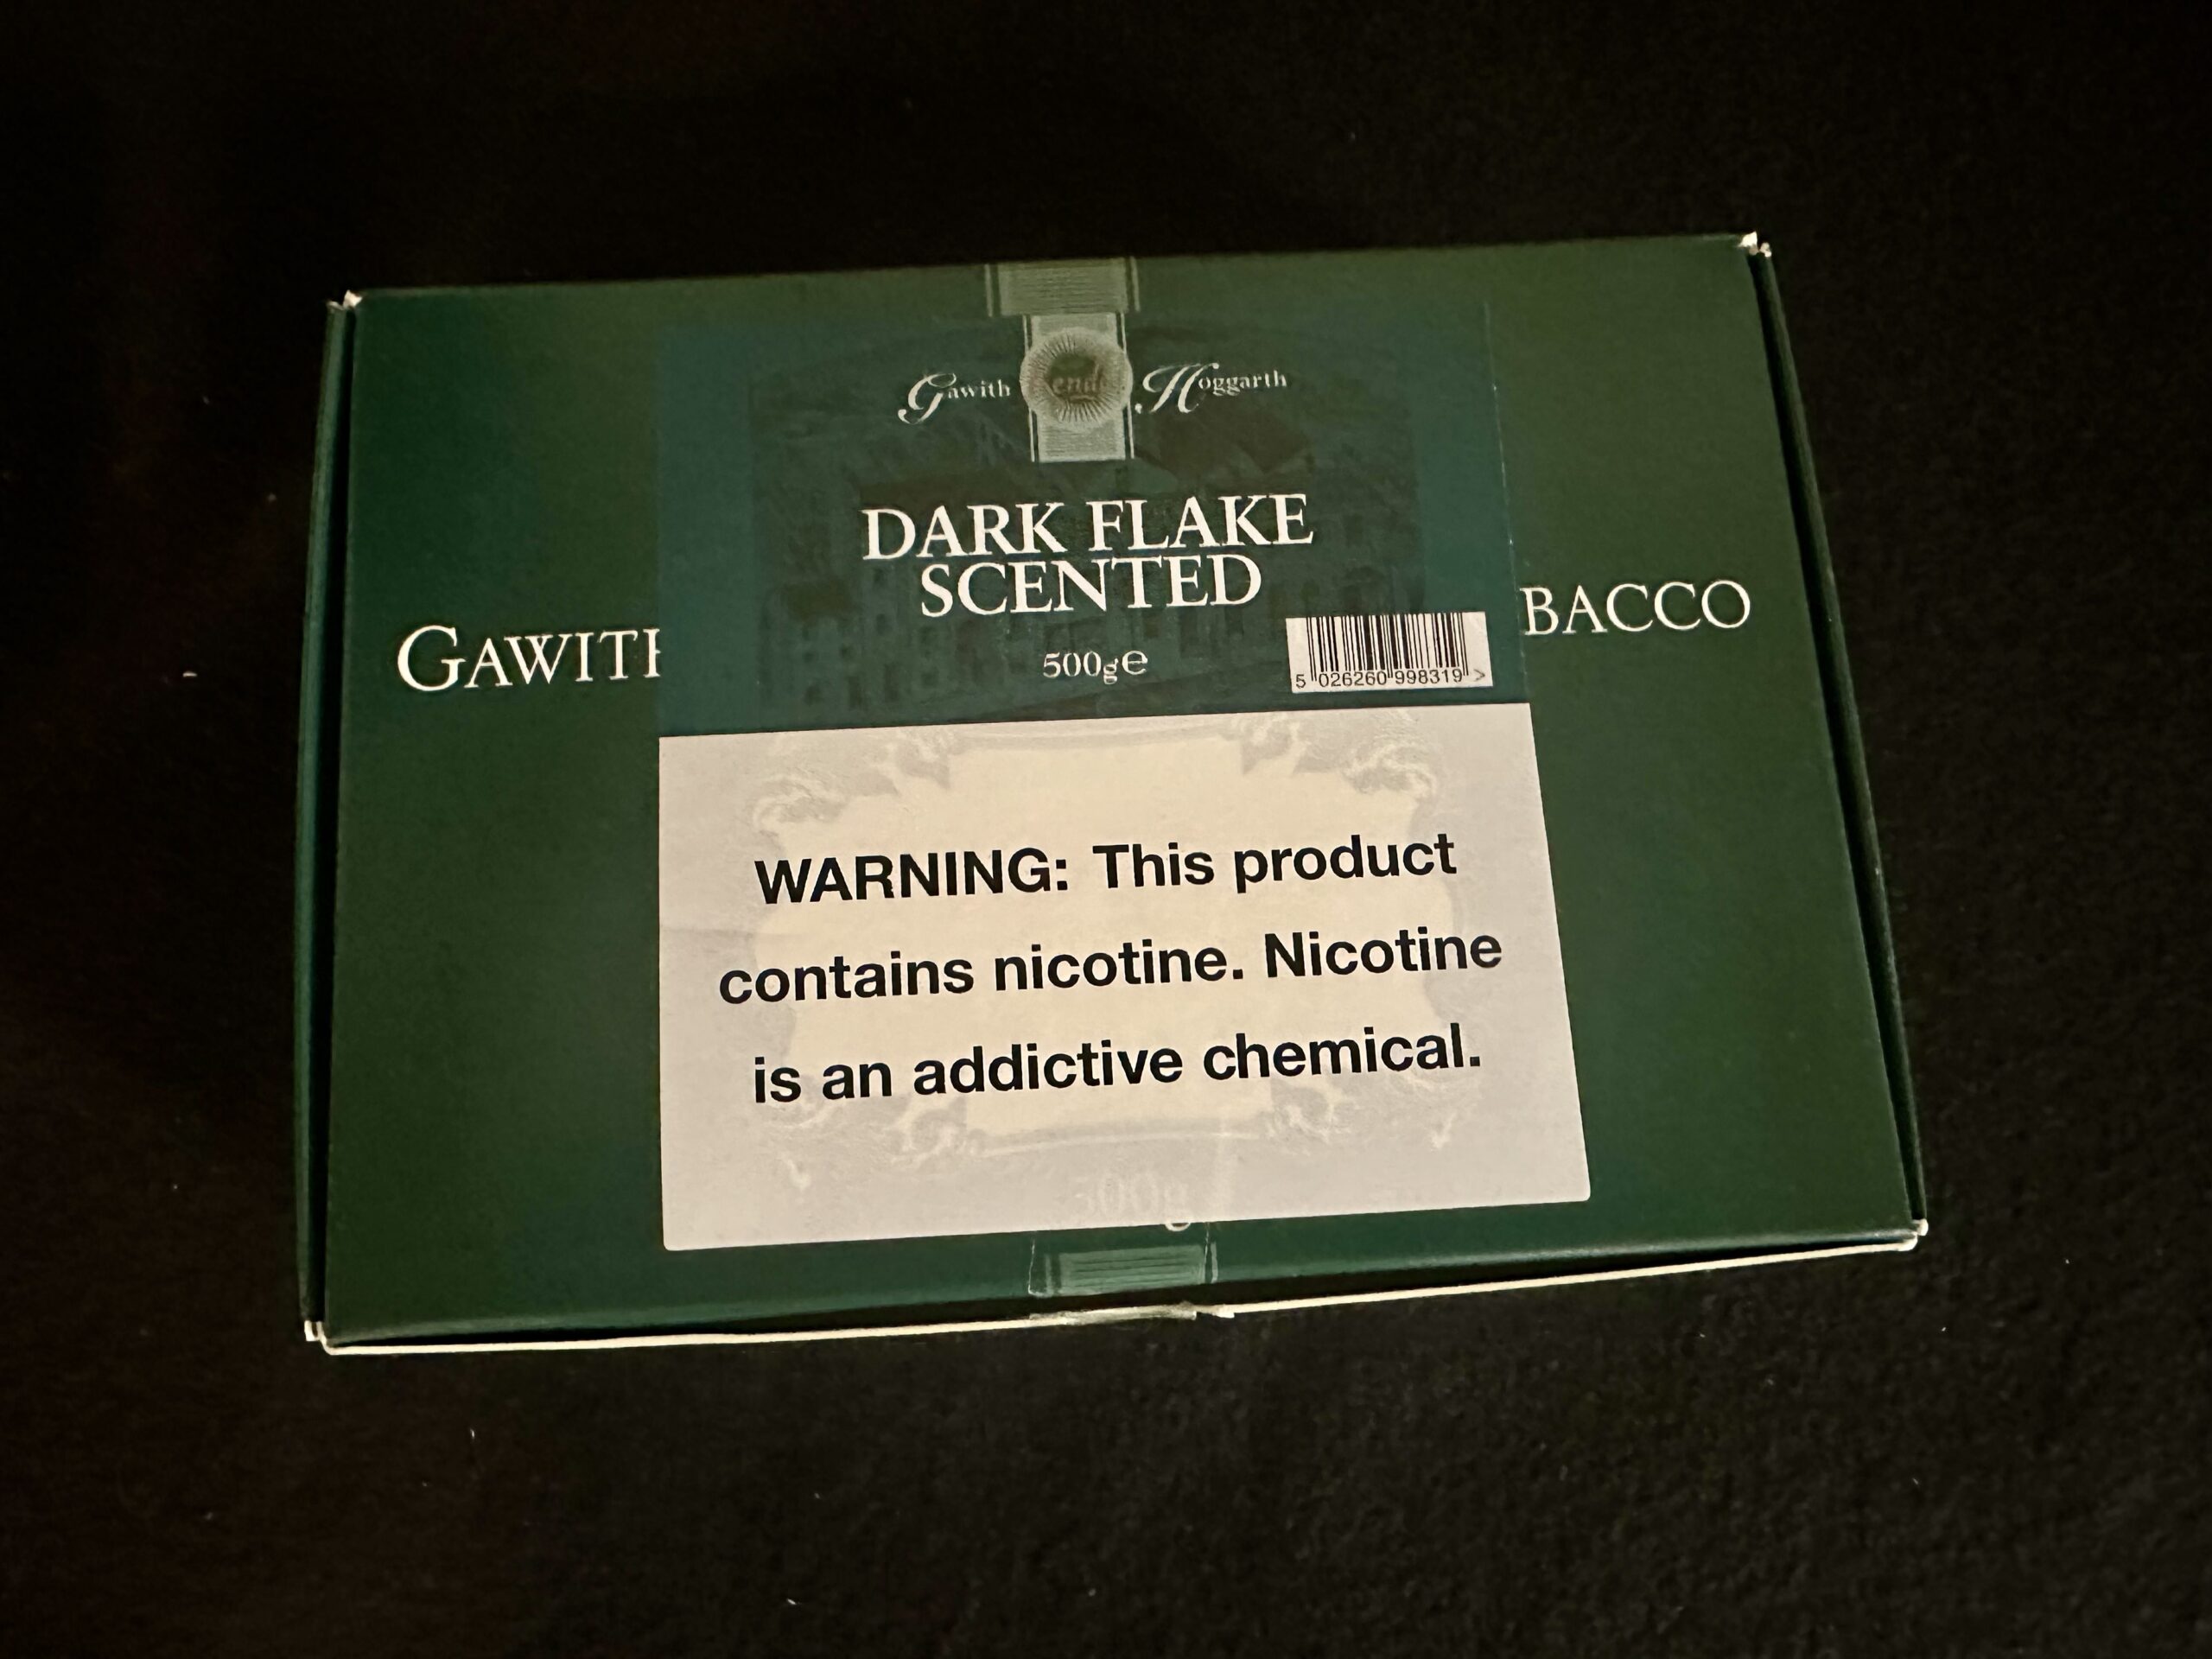 Gawith Hoggarth
DARK FLAKE
SCENTED
500g℮
5 026260 998319 >
GAWITH
BACCO
WARNING: This product
contains nicotine. Nicotine
is an addictive chemical.
500g